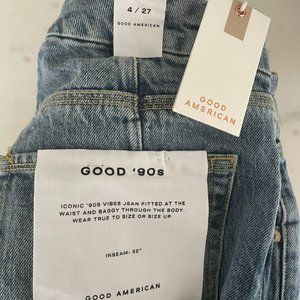 4 / 27
GOOD AMERICAN
GOOD
AMERICAN
GOOD '90s
ICONIC '90S VIBES JEAN FITTED AT THE
WAIST AND BAGGY THROUGH THE BODY.
WEAR TRUE TO SIZE OR SIZE UP
INSEAM: 32"
GOOD AMERICAN